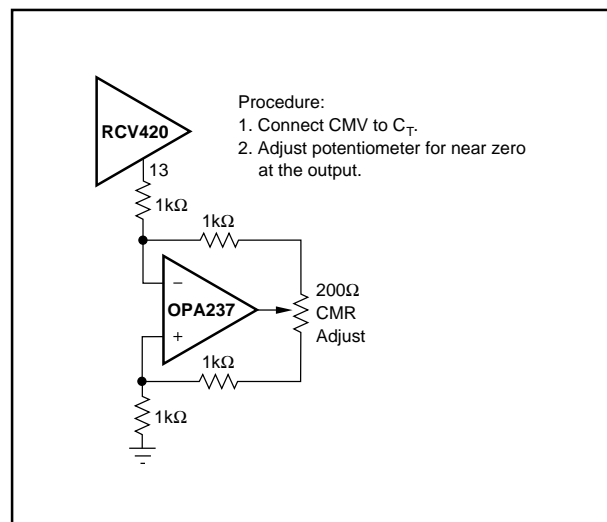 Procedure:
1. Connect CMV to C_T.
2. Adjust potentiometer for near zero
at the output.
RCV420
13
1kΩ
1kΩ
−
OPA237
+
200Ω
CMR
Adjust
1kΩ
1kΩ